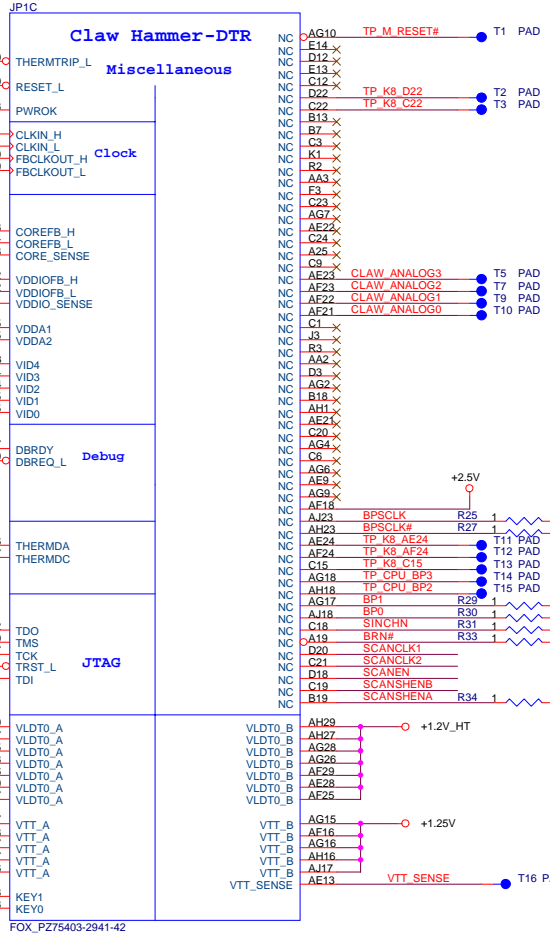 JP1C
Claw Hammer-DTR
Miscellaneous
NC AG10 TP_M_RESET# T1 PAD
NC E14
THERMTRIP_L NC D12
NC E13
RESET_L NC C12
NC D22 TP_K8_D22 T2 PAD
PWROK NC C22 TP_K8_C22 T3 PAD
NC B13
CLKIN_H NC B7
CLKIN_L NC C3
FBCLKOUT_H Clock NC K1
FBCLKOUT_L NC R2
NC AA3
NC F3
NC C23
NC AG7
COREFB_H NC AE22
COREFB_L NC C24
CORE_SENSE NC A25
NC C9
VDDIOFB_H NC AE23 CLAW_ANALOG3 T5 PAD
VDDIOFB_L NC AF23 CLAW_ANALOG2 T7 PAD
VDDIO_SENSE NC AF22 CLAW_ANALOG1 T9 PAD
NC AF21 CLAW_ANALOG0 T10 PAD
VDDA1 NC C1
VDDA2 NC J3
NC R3
VID4 NC AA2
VID3 NC D3
VID2 NC AG2
VID1 NC B18
VID0 NC AH1
NC AE21
NC C20
DBRDY NC AG4
DBREQ_L Debug NC C6
NC AG6
NC AE9 +2.5V
NC AG9
NC AF18
NC AJ23 BPSCLK R25 1
NC AH23 BPSCLK# R27 1
THERMDA NC AE24 TP_K8_AE24 T11 PAD
THERMDC NC AF24 TP_K8_AF24 T12 PAD
NC C15 TP_K8_C15 T13 PAD
NC AG18 TP_CPU_BP3 T14 PAD
NC AH18 TP_CPU_BP2 T15 PAD
NC AG17 BP1 R29 1
NC AJ18 BP0 R30 1
TDO NC C18 SINCHN R31 1
TMS NC A19 BRN# R33 1
TCK NC D20 SCANCLK1
TRST_L JTAG NC C21 SCANCLK2
TDI NC D18 SCANEN
NC C19 SCANSHENB
NC B19 SCANSHENA R34 1
VLDT0_A VLDT0_B AH29 +1.2V_HT
VLDT0_A VLDT0_B AH27
VLDT0_A VLDT0_B AG28
VLDT0_A VLDT0_B AG26
VLDT0_A VLDT0_B AF29
VLDT0_A VLDT0_B AE28
VLDT0_A VLDT0_B AF25
VTT_A VTT_B AG15 +1.25V
VTT_A VTT_B AF16
VTT_A VTT_B AG16
VTT_A VTT_B AH16
VTT_A VTT_B AJ17
VTT_SENSE AE13 VTT_SENSE T16
KEY1
KEY0
FOX_PZ75403-2941-42